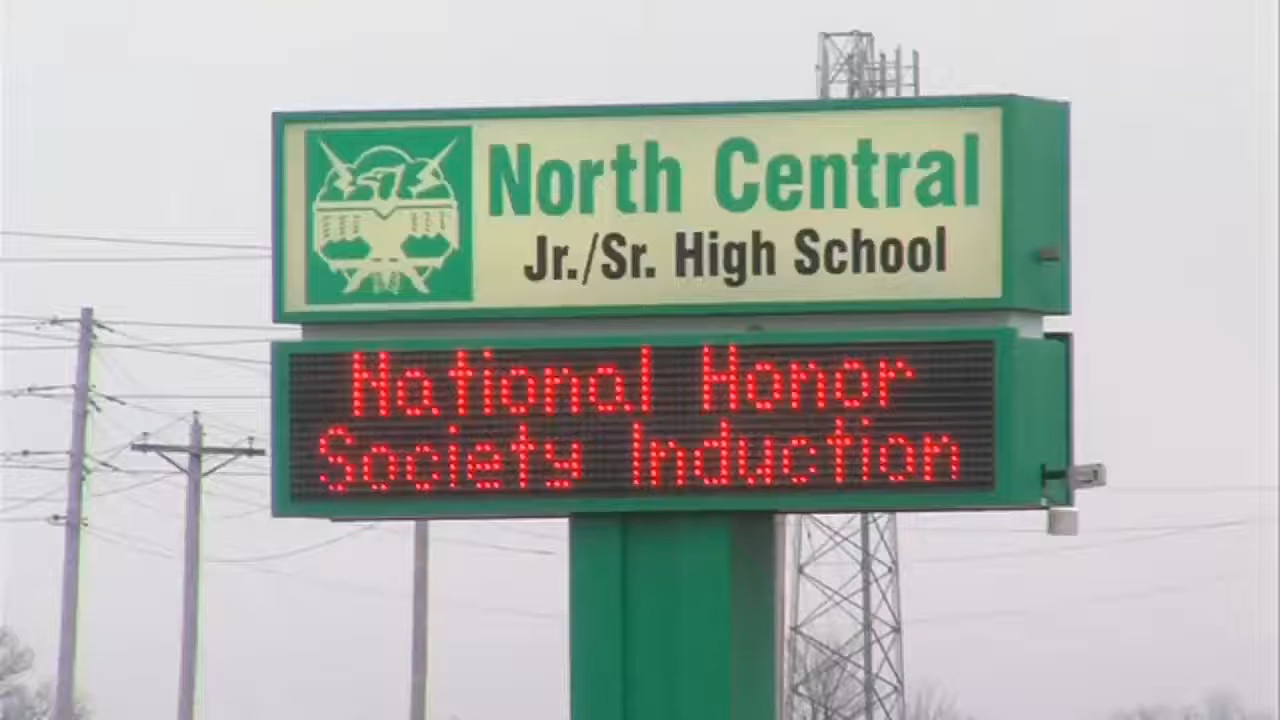 North Central
Jr./Sr. High School
National Honor
Society Induction